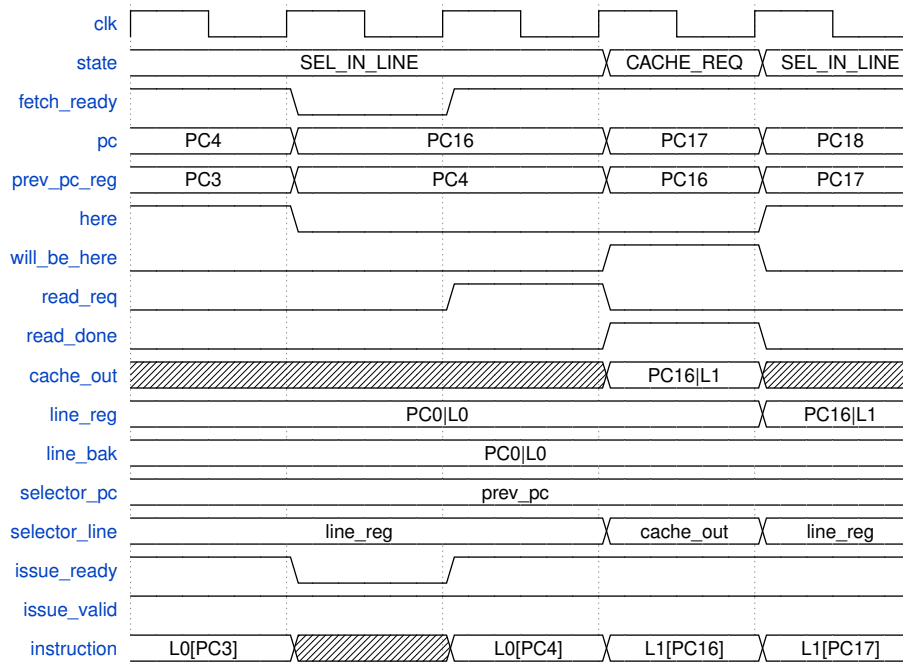 clk
state SEL_IN_LINE CACHE_REQ SEL_IN_LINE
fetch_ready
pc PC4 PC16 PC17 PC18
prev_pc_reg PC3 PC4 PC16 PC17
here
will_be_here
read_req
read_done
cache_out PC16|L1
line_reg PC0|L0 PC16|L1
line_bak PC0|L0
selector_pc prev_pc
selector_line line_reg cache_out line_reg
issue_ready
issue_valid
instruction L0[PC3] L0[PC4] L1[PC16] L1[PC17]